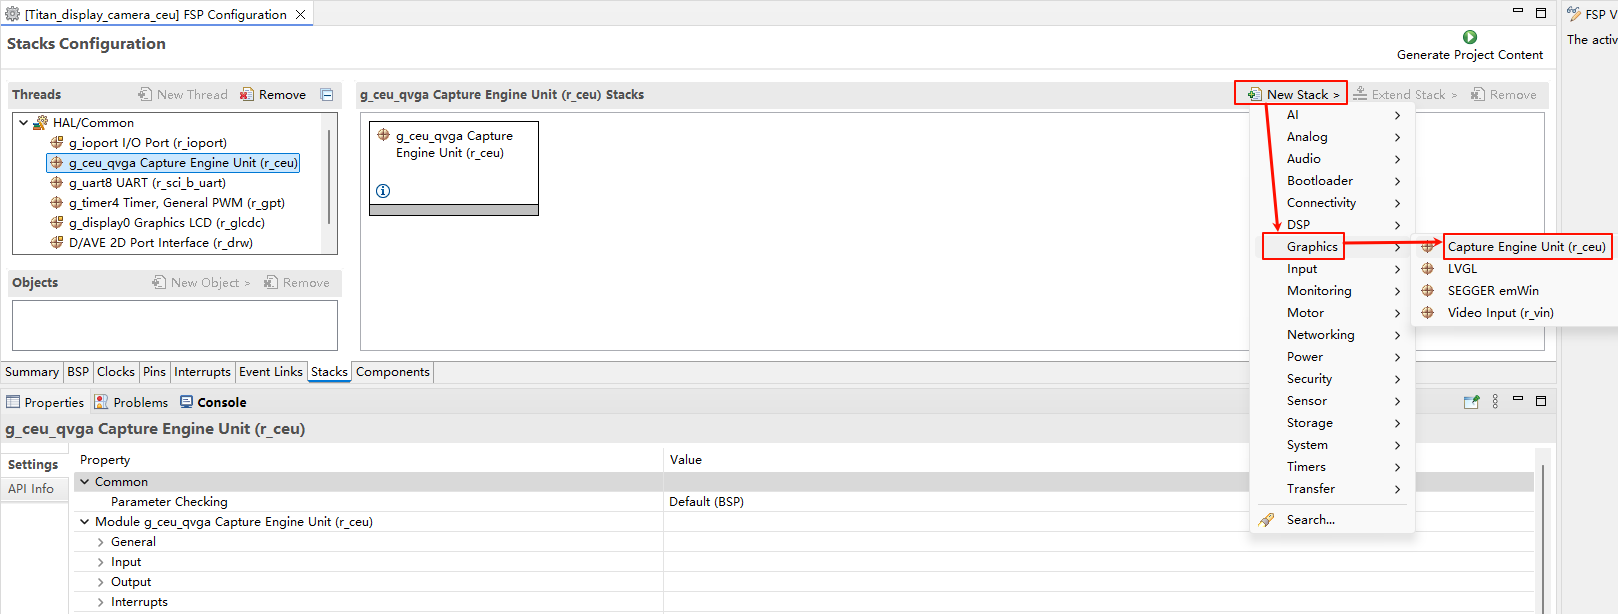 [Titan_display_camera_ceu] FSP Configuration
FSP V
Stacks Configuration
The activ
Generate Project Content
Threads
New Thread
Remove
g_ceu_qvga Capture Engine Unit (r_ceu) Stacks
New Stack >
Extend Stack >
Remove
HAL/Common
g_ioport I/O Port (r_ioport)
g_ceu_qvga Capture Engine Unit (r_ceu)
g_uart8 UART (r_sci_b_uart)
g_timer4 Timer, General PWM (r_gpt)
g_display0 Graphics LCD (r_glcdc)
D/AVE 2D Port Interface (r_drw)
g_ceu_qvga Capture
Engine Unit (r_ceu)
AI
Analog
Audio
Bootloader
Connectivity
DSP
Graphics
Input
Monitoring
Motor
Networking
Power
Security
Sensor
Storage
System
Timers
Transfer
Search...
Capture Engine Unit (r_ceu)
LVGL
SEGGER emWin
Video Input (r_vin)
Objects
New Object >
Remove
Summary BSP Clocks Pins Interrupts Event Links Stacks Components
Properties Problems Console
g_ceu_qvga Capture Engine Unit (r_ceu)
Settings
API Info
Property Value
Common
Parameter Checking Default (BSP)
Module g_ceu_qvga Capture Engine Unit (r_ceu)
General
Input
Output
Interrupts